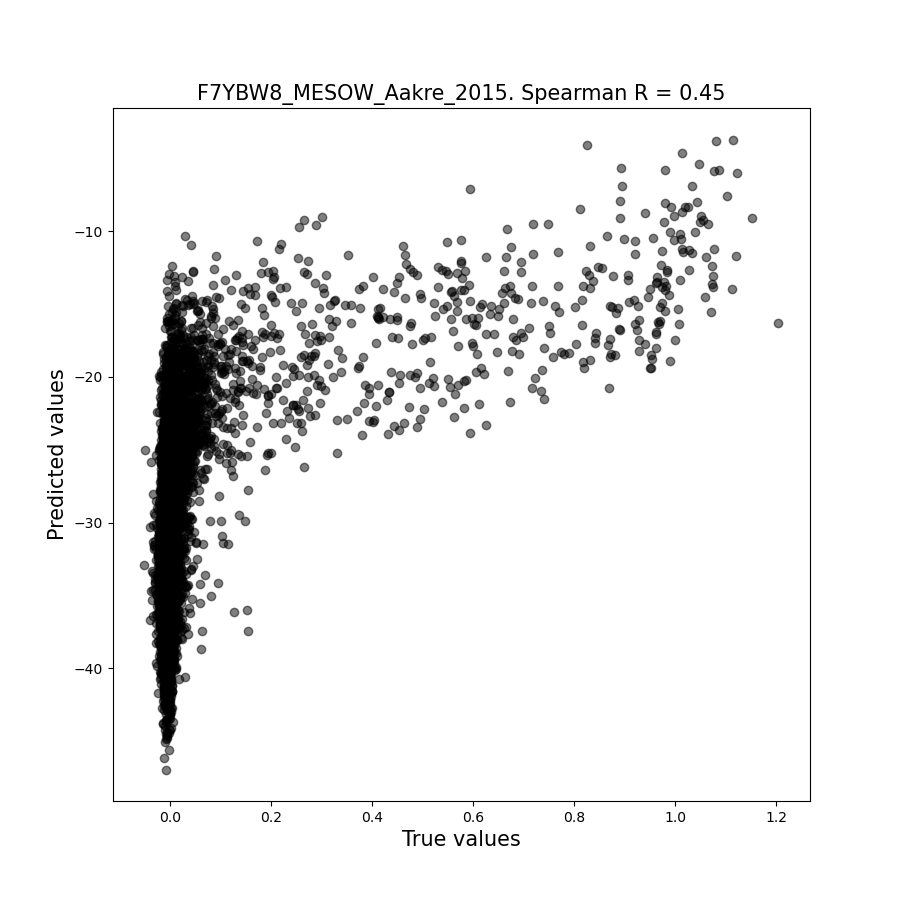 F7YBW8_MESOW_Aakre_2015. Spearman R = 0.45
Predicted values
−10
−20
−30
−40
0.0 0.2 0.4 0.6 0.8 1.0 1.2
True values